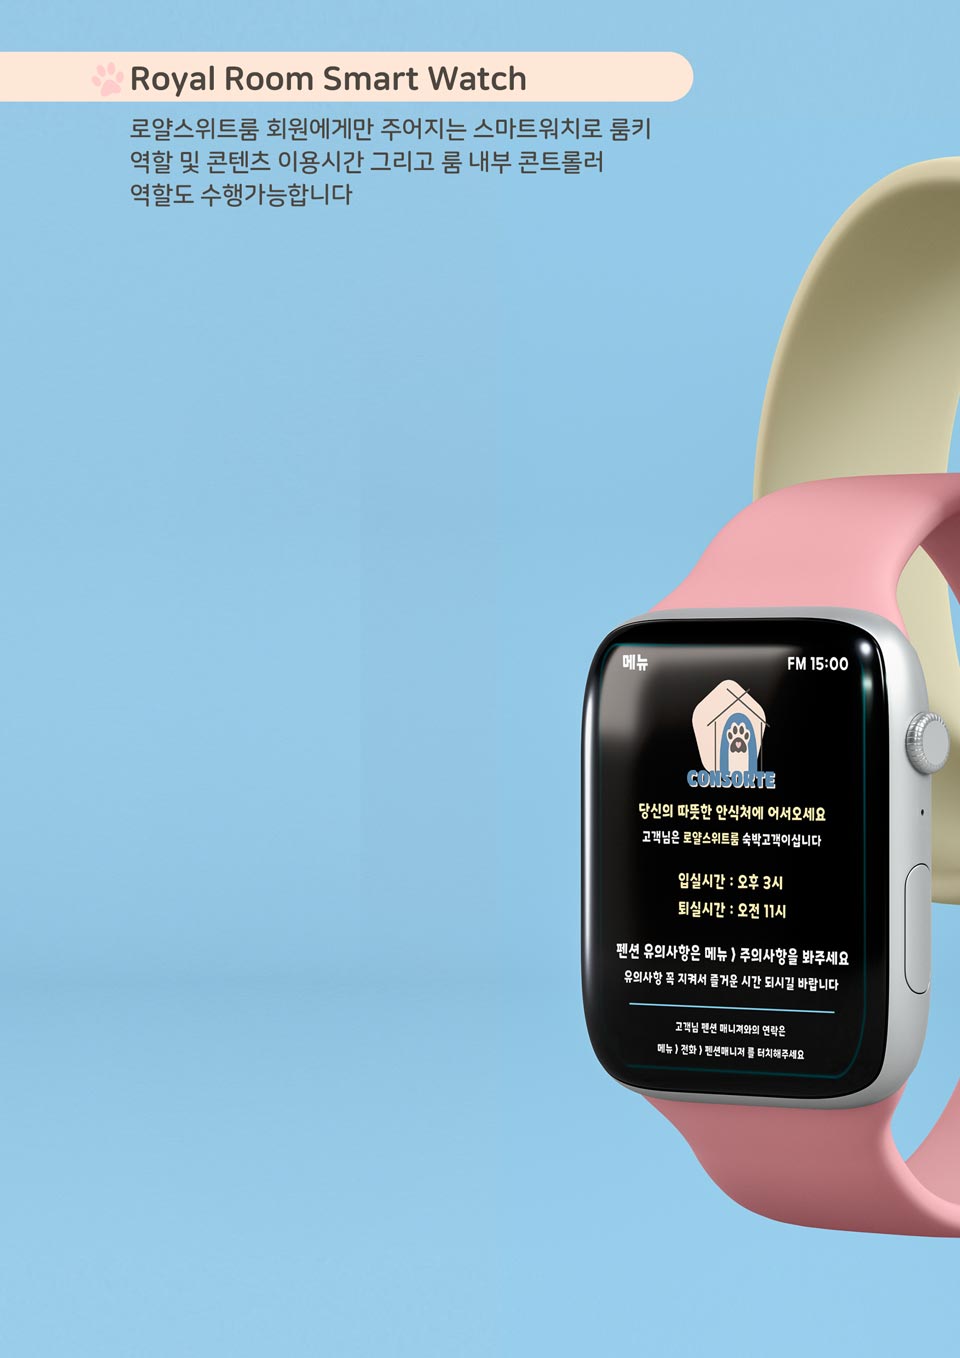 Royal Room Smart Watch
로얄스위트룸 회원에게만 주어지는 스마트워치로 룸키
역할 및 콘텐츠 이용시간 그리고 룸 내부 콘트롤러
역할도 수행가능합니다
메뉴
FM 15:00
CONSORTE
당신의 따뜻한 안식처에 어서오세요
고객님은 로얄스위트룸 숙박고객이십니다
입실시간 : 오후 3시
퇴실시간 : 오전 11시
펜션 유의사항은 메뉴 > 주의사항을 봐주세요
유의사항 꼭 지켜서 즐거운 시간 되시길 바랍니다
고객님 펜션 매니져와의 연락은
메뉴 > 전화 > 펜션매니저 를 터치해주세요